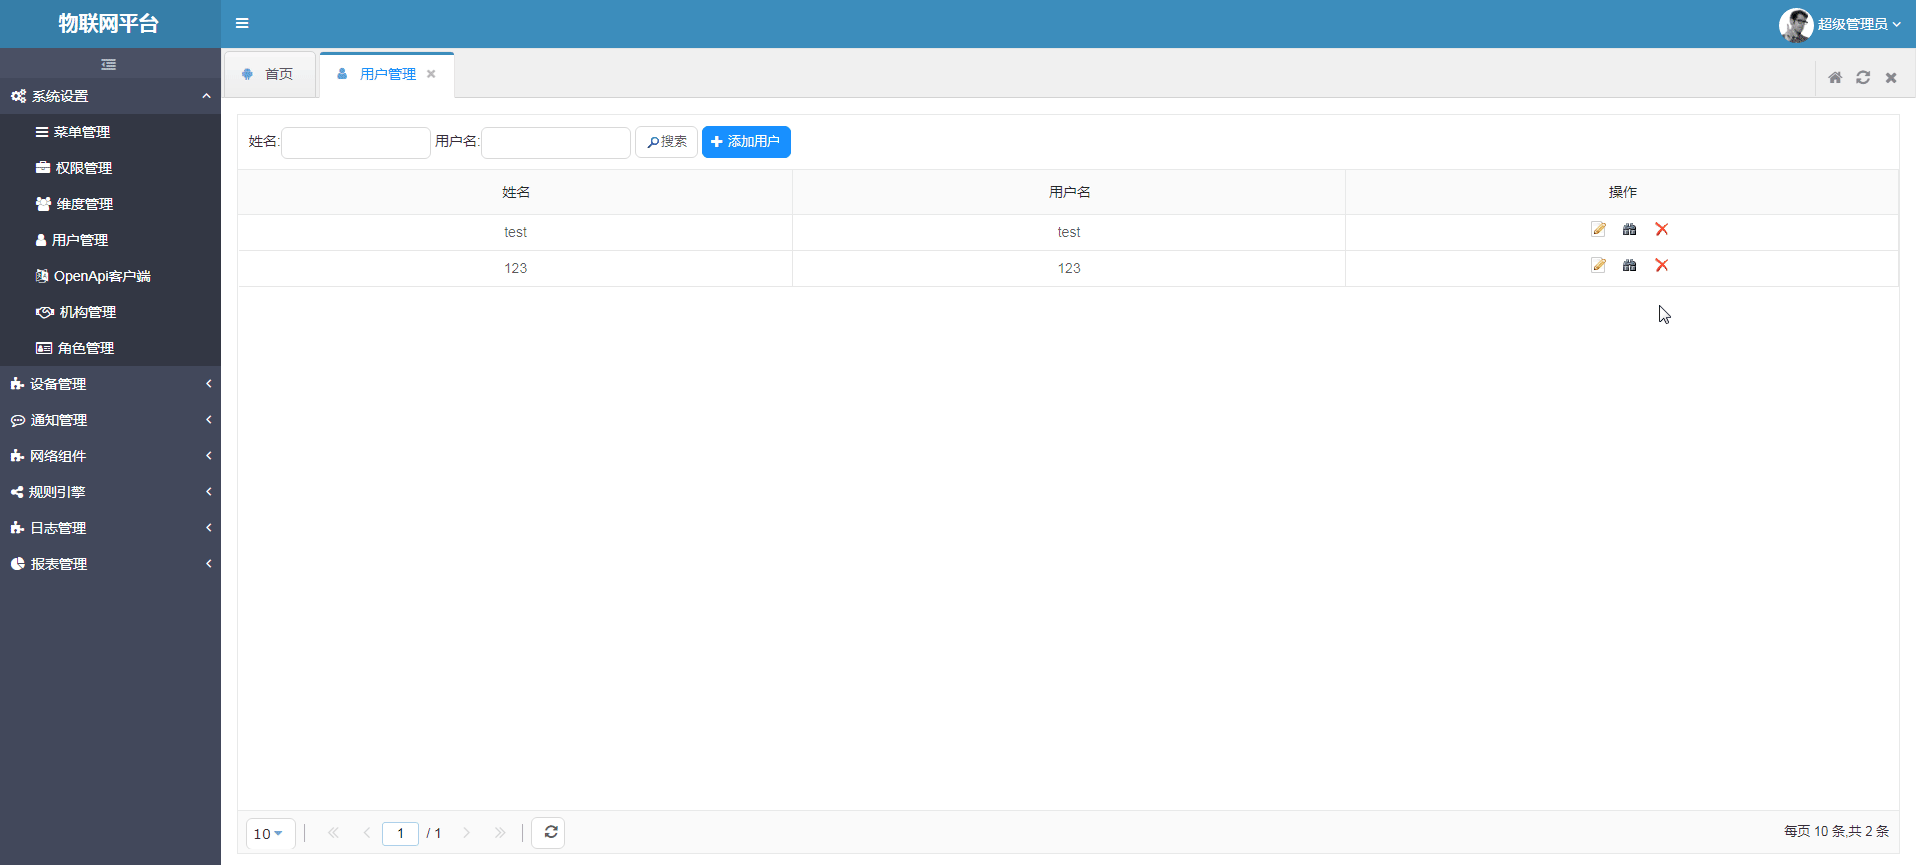 物联网平台
超级管理员
首页
用户管理
系统设置
菜单管理
权限管理
维度管理
用户管理
OpenApi客户端
机构管理
角色管理
设备管理
通知管理
网络组件
规则引擎
日志管理
报表管理
姓名:
用户名:
搜索
添加用户
姓名 用户名 操作
test test
123 123
10
1 / 1
每页 10 条,共 2 条